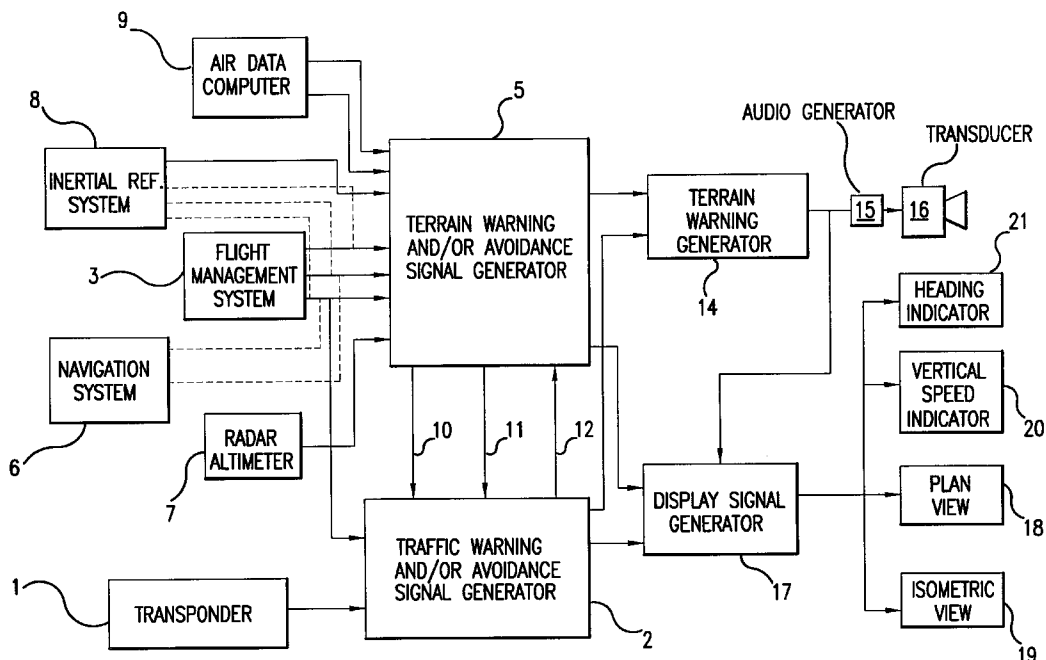 9
AIR DATA
COMPUTER
8
INERTIAL REF.
SYSTEM
3
FLIGHT
MANAGEMENT
SYSTEM
NAVIGATION
SYSTEM
6
RADAR
ALTIMETER
7
1
TRANSPONDER
5
TERRAIN WARNING
AND/OR AVOIDANCE
SIGNAL GENERATOR
10
11
12
TRAFFIC WARNING
AND/OR AVOIDANCE
SIGNAL GENERATOR
2
TERRAIN
WARNING
GENERATOR
14
AUDIO GENERATOR
15
TRANSDUCER
16
DISPLAY SIGNAL
GENERATOR
17
21
HEADING
INDICATOR
VERTICAL
SPEED
INDICATOR
20
PLAN
VIEW
18
ISOMETRIC
VIEW
19